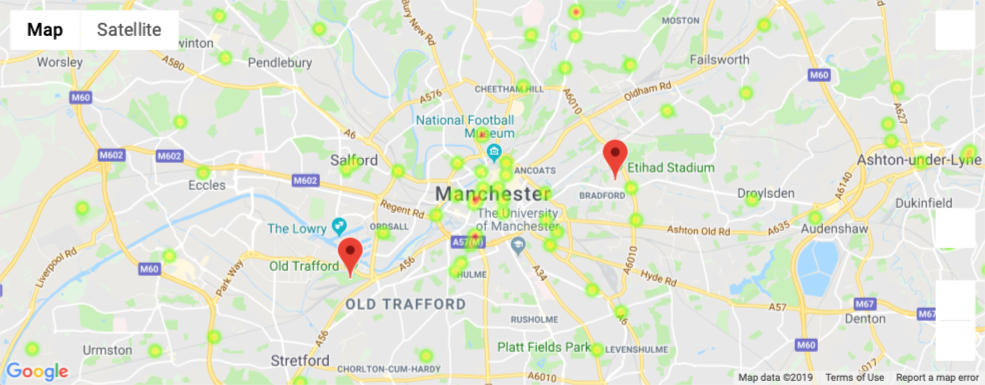 Map
Satellite
Bury New Rd
MOSTON
winton
Worsley
Pendlebury
A580
Failsworth
M60
M60
A576
CHEETHAM HILL
A6010
Oldham Rd
A627
National Football
Museum
A6
M602
M602
Salford
ANCOATS
Etihad Stadium
Ashton-under-Lyne
M602
Eccles
Manchester
BRADFORD
Droylsden
A6140
Dukinfield
Regent Rd
The University
of Manchester
The Lowry
ORDSALL
A57(M)
Ashton Old Rd
A635
Audenshaw
Liverpool Rd
M60
Park Way
Old Trafford
A56
HULME
A34
A6010
Hyde Rd
OLD TRAFFORD
A57
M67
M67
RUSHOLME
Denton
A56
Urmston
Stretford
Platt Fields Park
LEVENSHULME
M60
CHORLTON-CUM-HARDY
A6010
A017
Google
Map data ©2019
Terms of Use
Report a map error